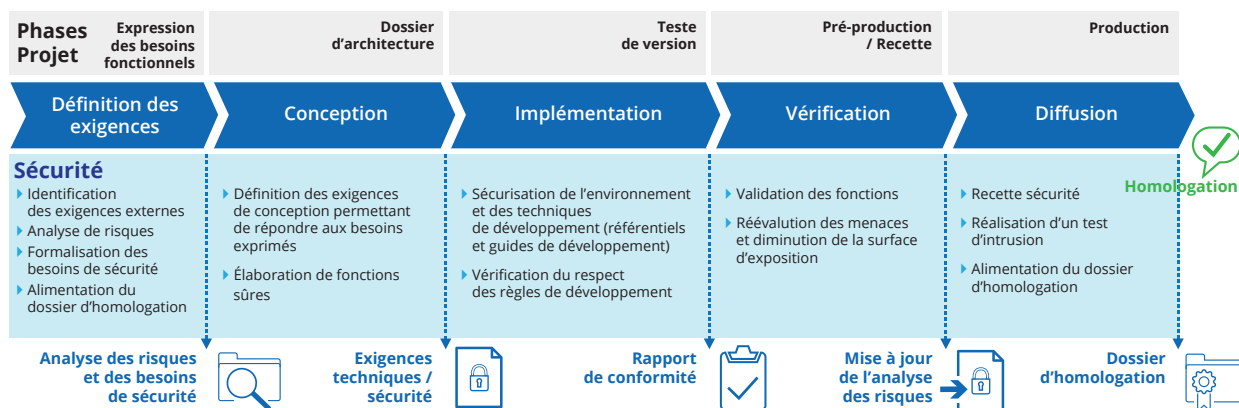 Phases
Projet
Expression
des besoins
fonctionnels
Dossier
d'architecture
Teste
de version
Pré-production
/ Recette
Production
Définition des
exigences
Conception
Implémentation
Vérification
Diffusion
Sécurité
Identification
des exigences externes
Analyse de risques
Formalisation des
besoins de sécurité
Alimentation du
dossier d'homologation
Définition des exigences
de conception permettant
de répondre aux besoins
exprimés
Élaboration de fonctions
sûres
Sécurisation de l'environnement
et des techniques
de développement (référentiels
et guides de développement)
Vérification du respect
des règles de développement
Validation des fonctions
Réévalution des menaces
et diminution de la surface
d'exposition
Recette sécurité
Réalisation d'un test
d'intrusion
Alimentation du dossier
d'homologation
Homologation
Analyse des risques
et des besoins
de sécurité
Exigences
techniques /
sécurité
Rapport
de conformité
Mise à jour
de l'analyse
des risques
Dossier
d'homologation